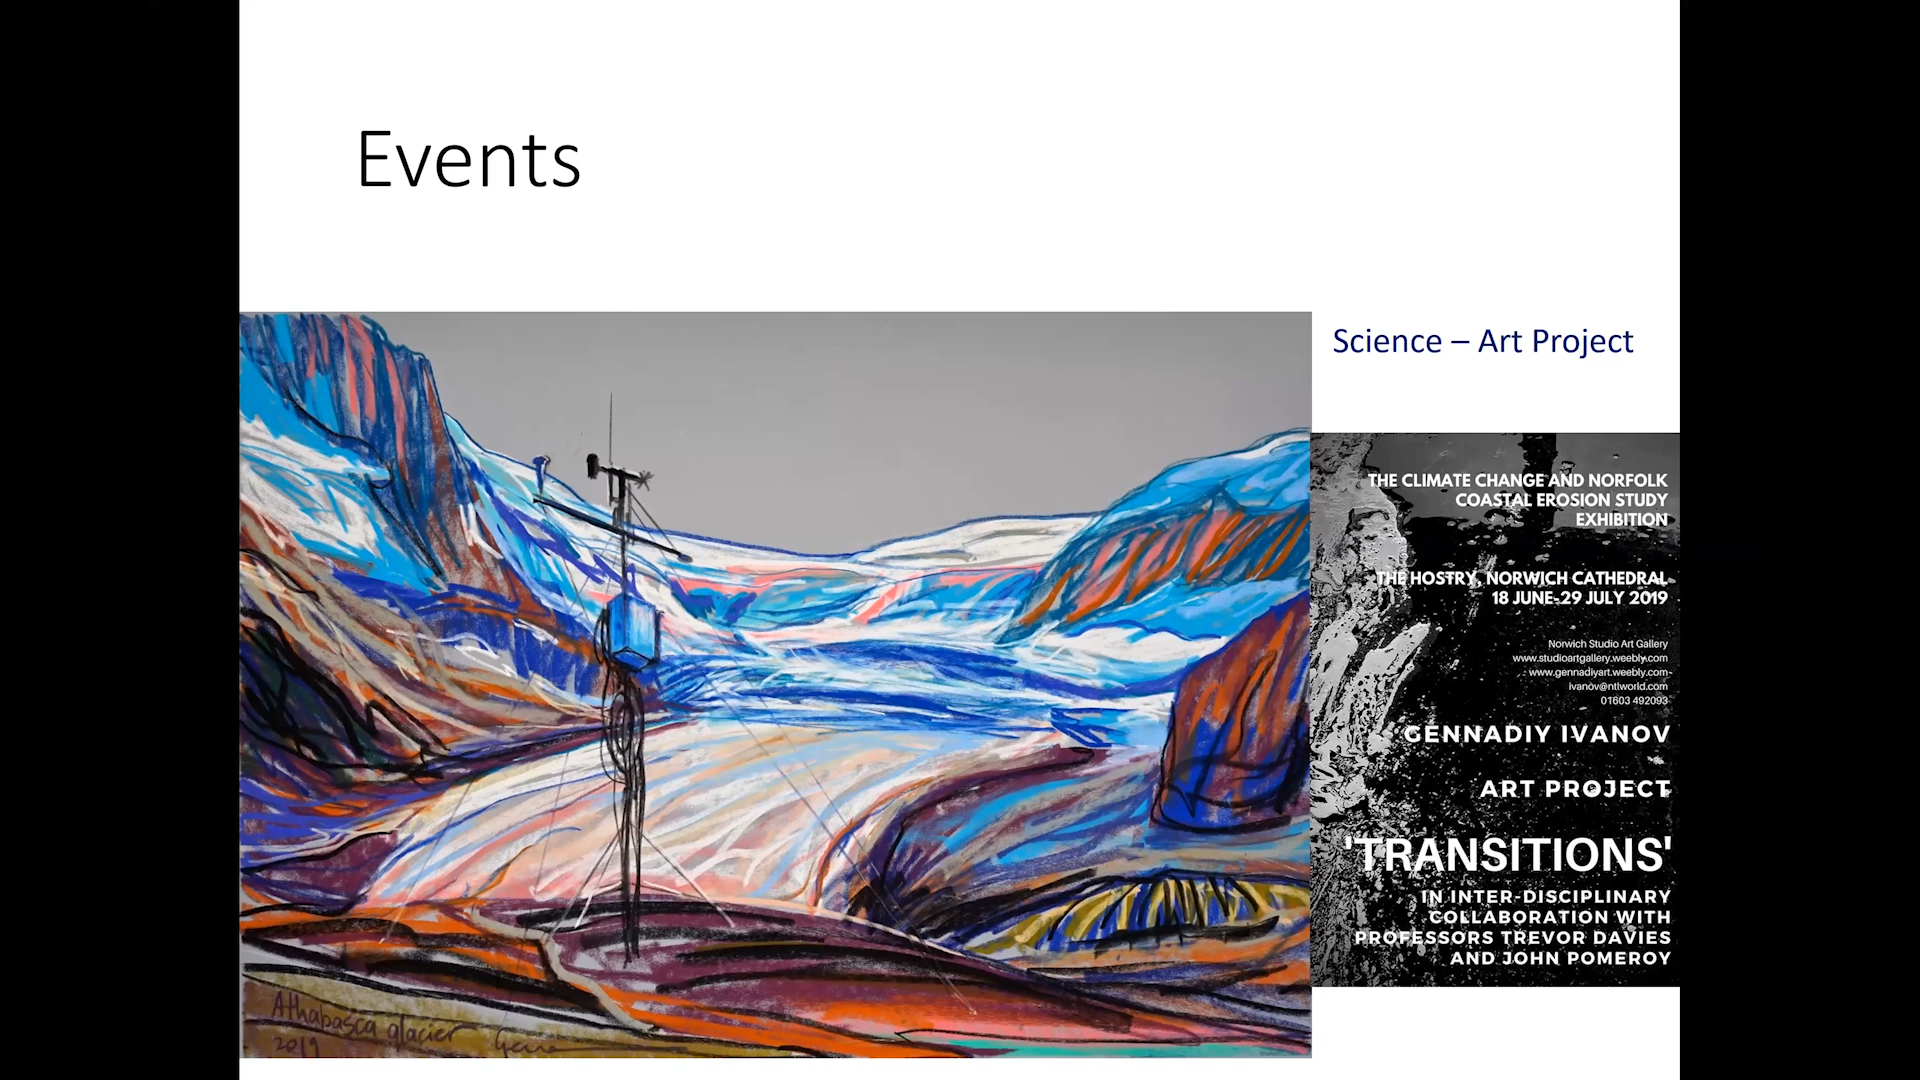 Events
Science – Art Project
THE CLIMATE CHANGE AND NORFOLK
COASTAL EROSION STUDY
EXHIBITION
THE HOSTRY, NORWICH CATHEDRAL
18 JUNE-29 JULY 2019
Norwich Studio Art Gallery
www.studioartgallery.weebly.com
www.gennadiyart.weebly.com
ivanov@ntlworld.com
01603 492093
GENNADIY IVANOV
ART PROJECT
'TRANSITIONS'
IN INTER-DISCIPLINARY
COLLABORATION WITH
PROFESSORS TREVOR DAVIES
AND JOHN POMEROY
Athabasca glacier
2019